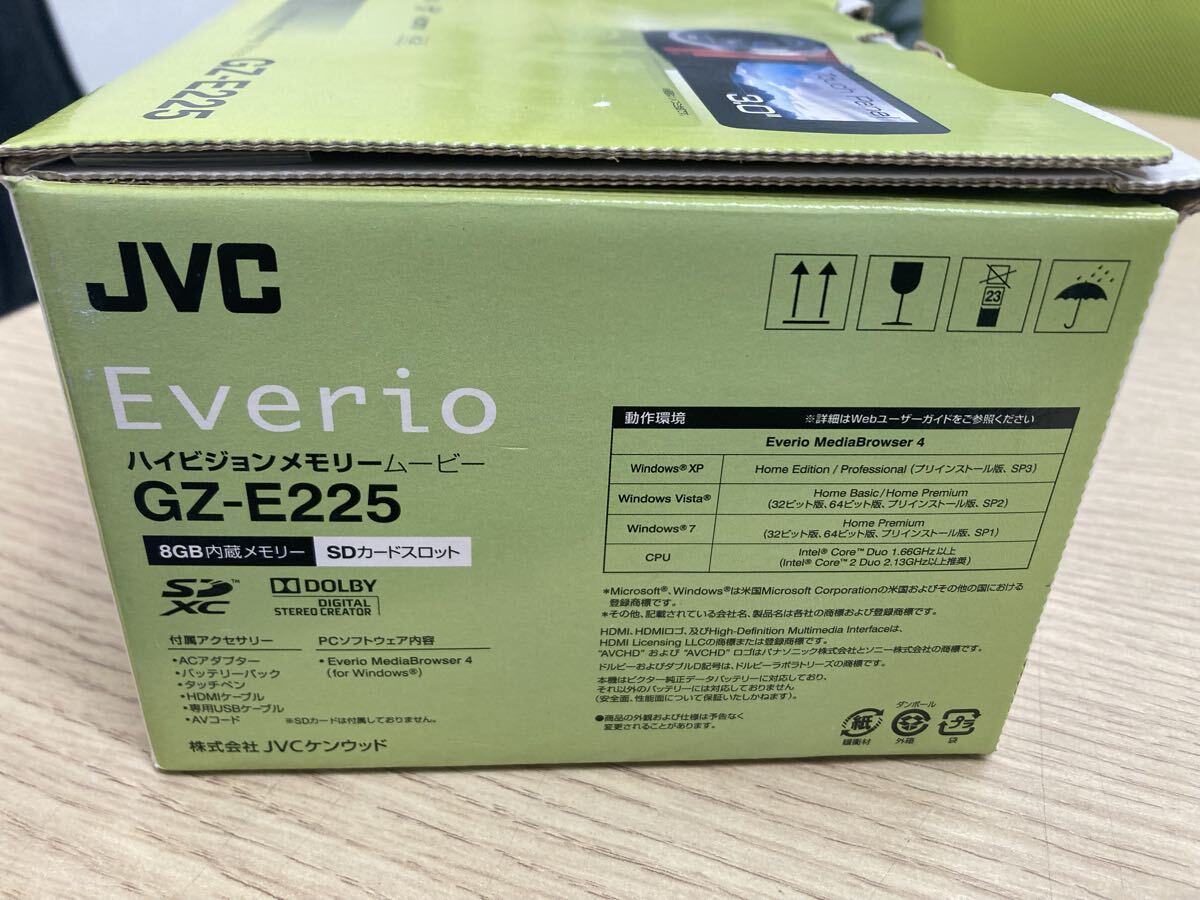 GZ-E225
Touch Panel
3.0
JVC
Everio
ハイビジョンメモリームービー
GZ-E225
8GB内蔵メモリー SDカードスロット
SD XC™
DOLBY
DIGITAL
STEREO CREATOR
付属アクセサリー
・ACアダプター
・バッテリーパック
・タッチペン
・HDMIケーブル
・専用USBケーブル
・AVコード
※SDカードは付属しておりません。
PCソフトウェア内容
・Everio MediaBrowser 4
(for Windows®)
株式会社 JVCケンウッド
23
動作環境 ※詳細はWebユーザーガイドをご参照ください
Everio MediaBrowser 4
Windows® XP Home Edition / Professional (プリインストール版、SP3)
Windows Vista® Home Basic / Home Premium
(32ビット版、64ビット版、プリインストール版、SP2)
Windows® 7 Home Premium
(32ビット版、64ビット版、プリインストール版、SP1)
CPU Intel® Core™ Duo 1.66GHz以上
(Intel® Core™ 2 Duo 2.13GHz以上推奨)
*Microsoft®、Windows®は米国Microsoft Corporationの米国およびその他の国における
登録商標です。
*その他、記載されている会社名、製品名は各社の商標および登録商標です。
HDMI、HDMIロゴ、及びHigh-Definition Multimedia Interfaceは、
HDMI Licensing LLCの商標または登録商標です。
"AVCHD" および "AVCHD" ロゴはパナソニック株式会社とソニー株式会社の商標です。
ドルビーおよびダブルD記号は、ドルビーラボラトリーズの商標です。
本機はビクター純正データバッテリーに対応しており、
それ以外のバッテリーには対応しておりません
(安全面、性能面について保証いたしかねます)。
●商品の外観および仕様は予告なく
変更されることがあります。
紙
緩衝材
ダンボール
外箱
プラ
袋